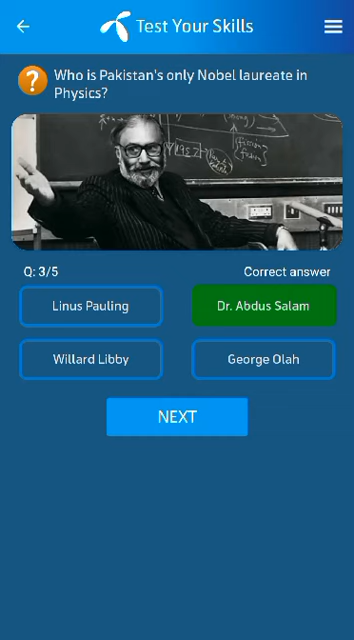 Test Your Skills
Who is Pakistan's only Nobel laureate in
Physics?
Q: 3/5
Correct answer
Linus Pauling
Dr. Abdus Salam
Willard Libby
George Olah
NEXT